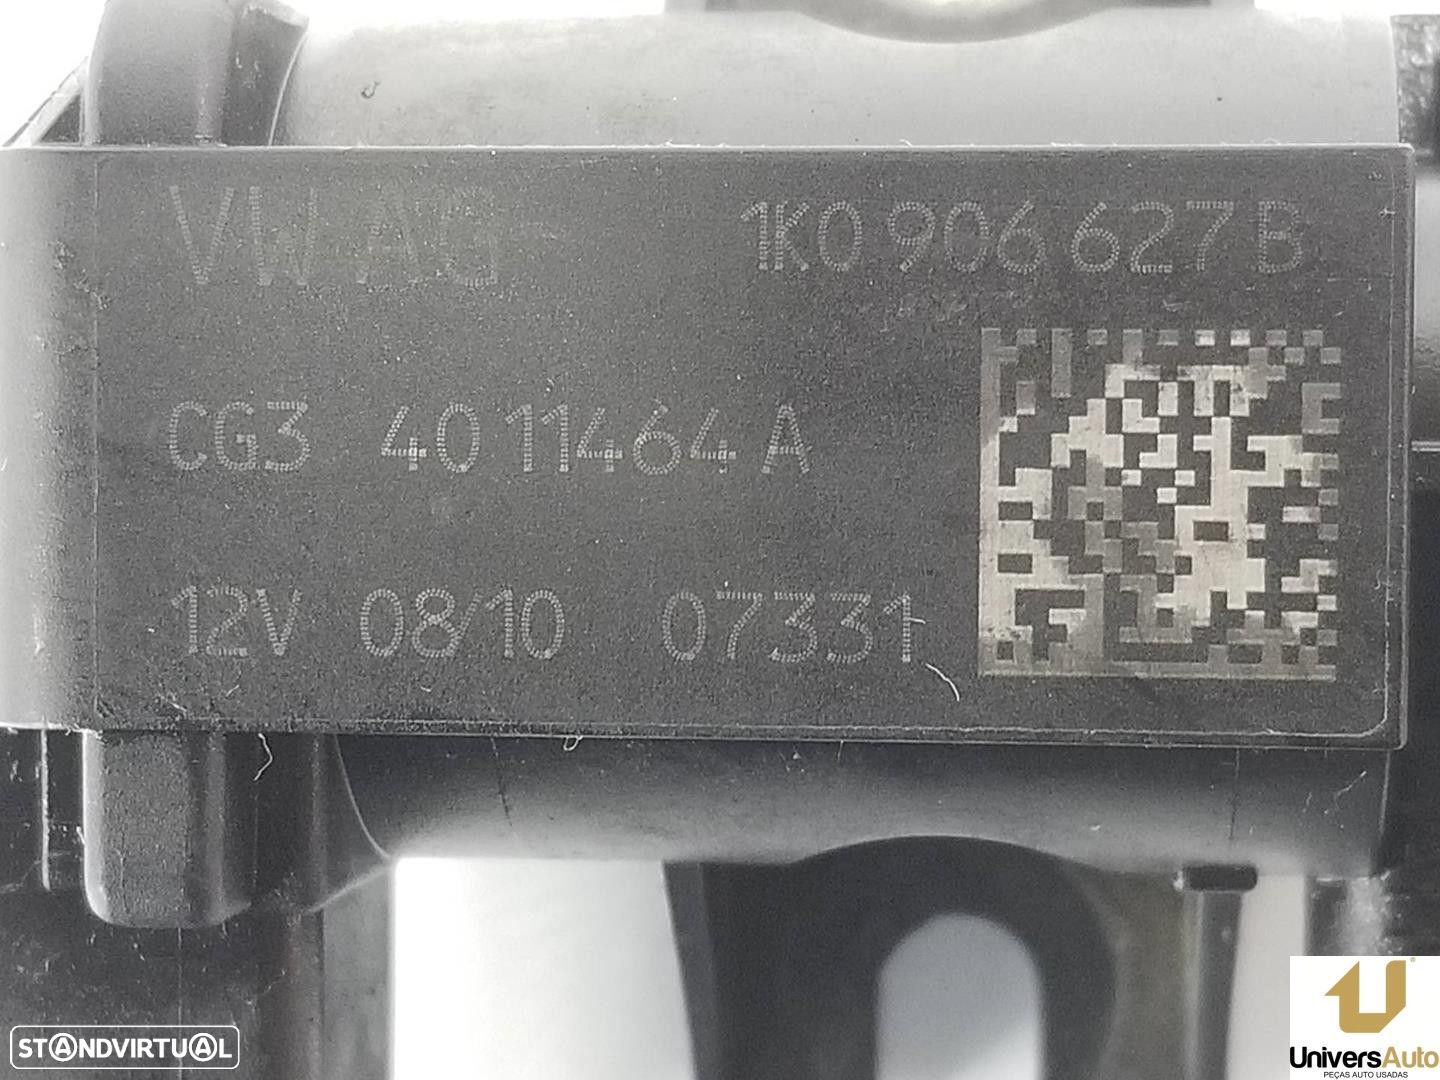 VW AG 1K0 906 627 B
CG3 4011464 A
12V 08/10 07331
STANDVIRTUAL
UniversAuto
PEÇAS AUTO USADAS